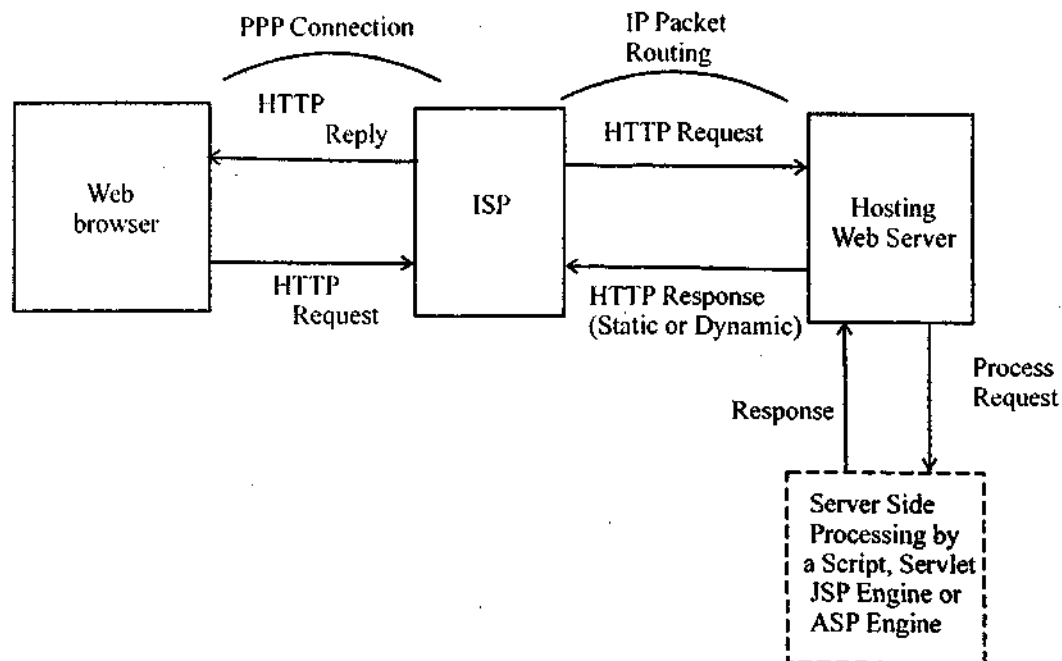 PPP Connection
IP Packet
Routing
HTTP
Reply
HTTP Request
Web
browser
ISP
Hosting
Web Server
HTTP
Request
HTTP Response
(Static or Dynamic)
Response
Process
Request
Server Side
Processing by
a Script, Servlet
JSP Engine or
ASP Engine